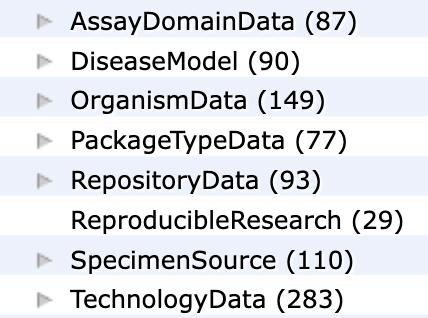 AssayDomainData (87)
DiseaseModel (90)
OrganismData (149)
PackageTypeData (77)
RepositoryData (93)
ReproducibleResearch (29)
SpecimenSource (110)
TechnologyData (283)